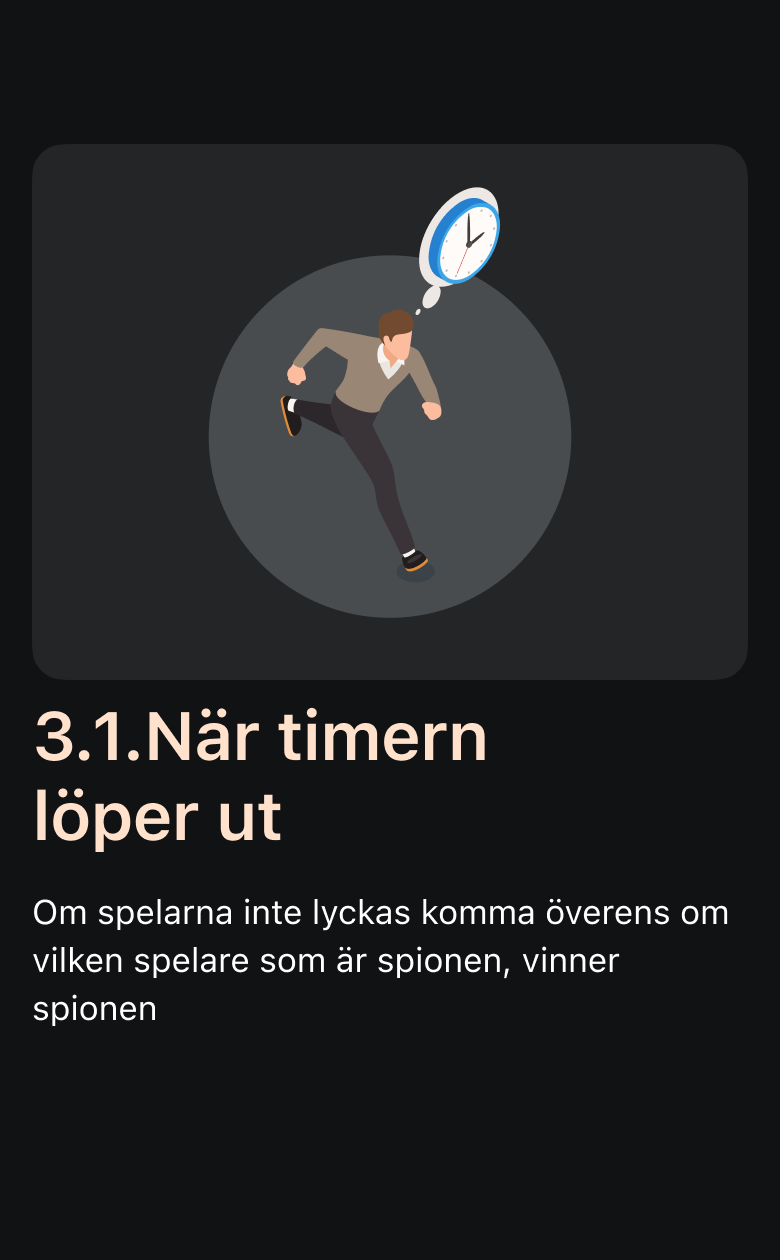 3.1.När timern
löper ut
Om spelarna inte lyckas komma överens om
vilken spelare som är spionen, vinner
spionen